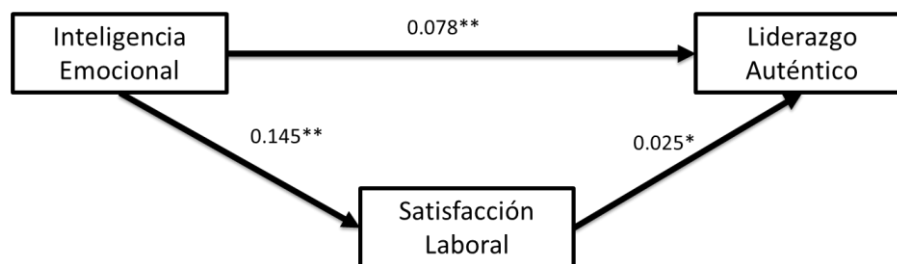 Inteligencia
Emocional
0.078**
Liderazgo
Auténtico
0.145**
0.025*
Satisfacción
Laboral